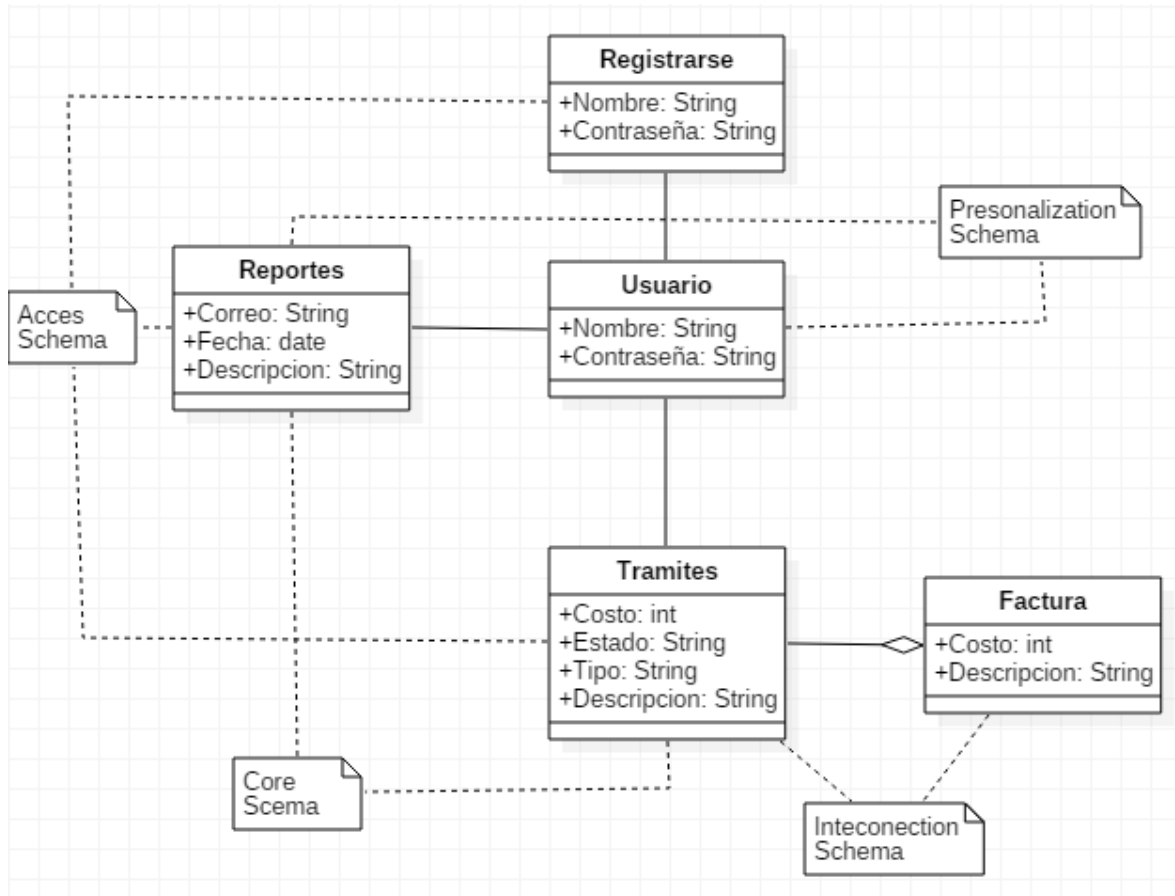 Registrarse
+Nombre: String
+Contraseña: String
Presonalization
Schema
Reportes
+Correo: String
+Fecha: date
+Descripcion: String
Usuario
+Nombre: String
+Contraseña: String
Acces
Schema
Tramites
+Costo: int
+Estado: String
+Tipo: String
+Descripcion: String
Factura
+Costo: int
+Descripcion: String
Core
Scema
Inteconection
Schema